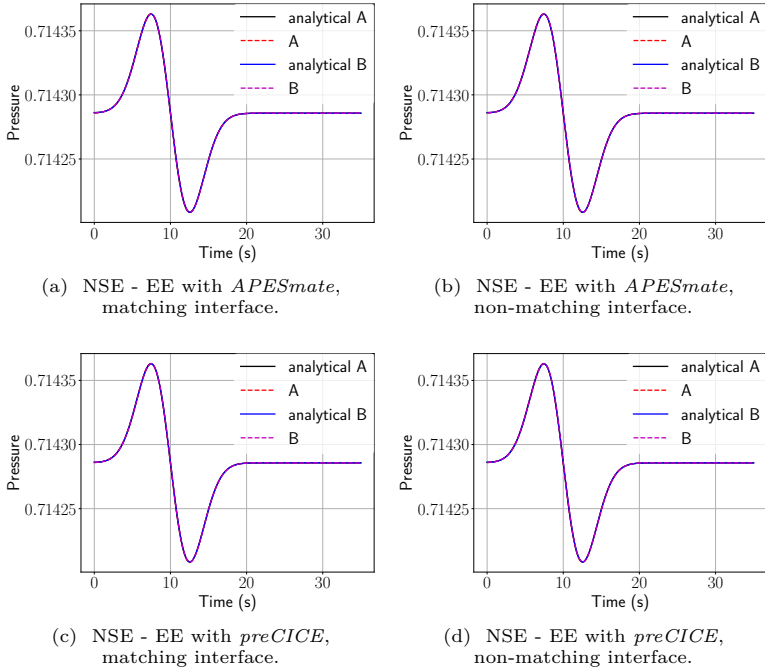 0.71435
0.71430
0.71425
Pressure
analytical A
A
analytical B
B
0 10 20 30
Time (s)
(a) NSE - EE with APESmate,
matching interface.
0.71435
0.71430
0.71425
Pressure
analytical A
A
analytical B
B
0 10 20 30
Time (s)
(b) NSE - EE with APESmate,
non-matching interface.
0.71435
0.71430
0.71425
Pressure
analytical A
A
analytical B
B
0 10 20 30
Time (s)
(c) NSE - EE with preCICE,
matching interface.
0.71435
0.71430
0.71425
Pressure
analytical A
A
analytical B
B
0 10 20 30
Time (s)
(d) NSE - EE with preCICE,
non-matching interface.